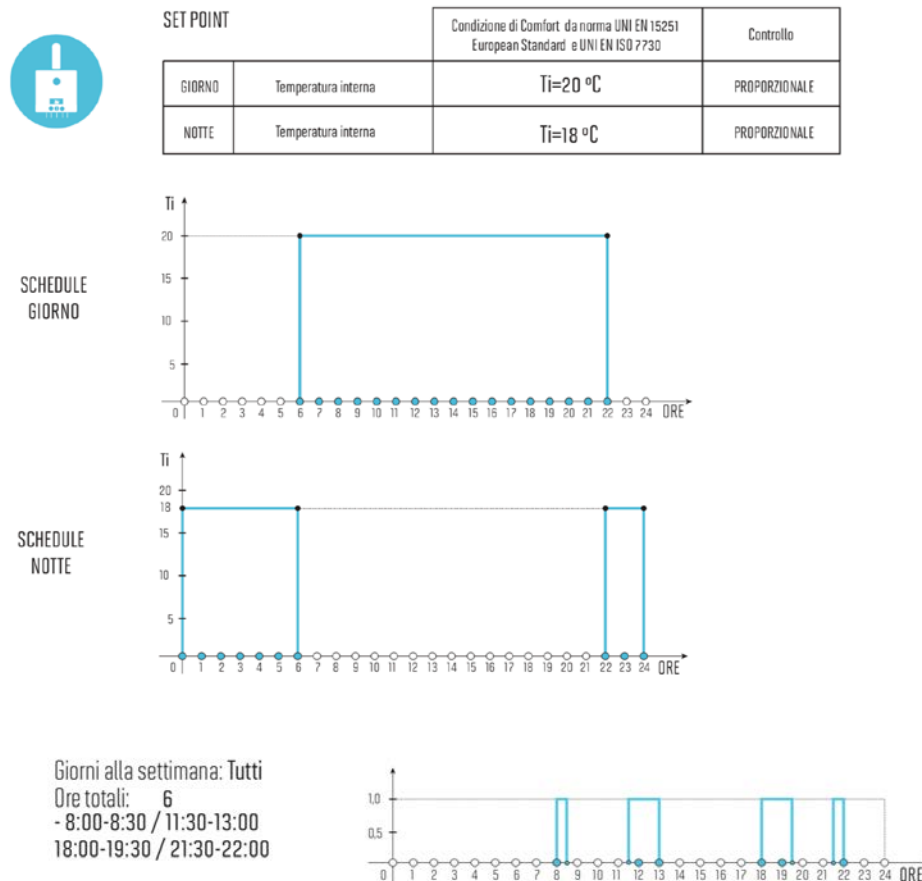 SET POINT
Condizione di Comfort da norma UNI EN 15251
European Standard e UNI EN ISO 7730
Controllo
GIORNO Temperatura interna Ti=20 ºC PROPORZIONALE
NOTTE Temperatura interna Ti=18 ºC PROPORZIONALE
Ti
20
15
10
5
SCHEDULE
GIORNO
0 1 2 3 4 5 6 7 8 9 10 11 12 13 14 15 16 17 18 19 20 21 22 23 24 ORE
Ti
20
18
15
10
5
SCHEDULE
NOTTE
0 1 2 3 4 5 6 7 8 9 10 11 12 13 14 15 16 17 18 19 20 21 22 23 24 ORE
Giorni alla settimana: Tutti
Ore totali: 6
- 8:00-8:30 / 11:30-13:00
18:00-19:30 / 21:30-22:00
1,0
0,5
0 1 2 3 4 5 6 7 8 9 10 11 12 13 14 15 16 17 18 19 20 21 22 23 24 ORE